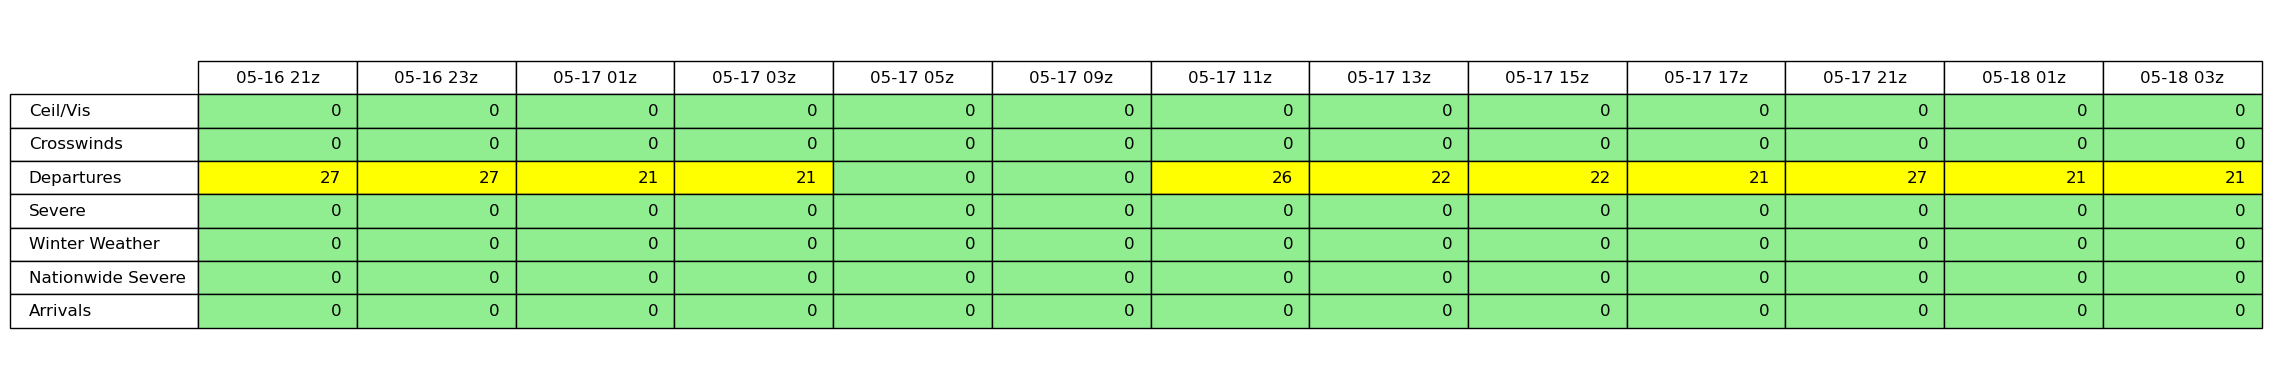 05-16 21z 05-16 23z 05-17 01z 05-17 03z 05-17 05z 05-17 09z 05-17 11z 05-17 13z 05-17 15z 05-17 17z 05-17 21z 05-18 01z 05-18 03z
Ceil/Vis 0 0 0 0 0 0 0 0 0 0 0 0 0
Crosswinds 0 0 0 0 0 0 0 0 0 0 0 0 0
Departures 27 27 21 21 0 0 26 22 22 21 27 21 21
Severe 0 0 0 0 0 0 0 0 0 0 0 0 0
Winter Weather 0 0 0 0 0 0 0 0 0 0 0 0 0
Nationwide Severe 0 0 0 0 0 0 0 0 0 0 0 0 0
Arrivals 0 0 0 0 0 0 0 0 0 0 0 0 0